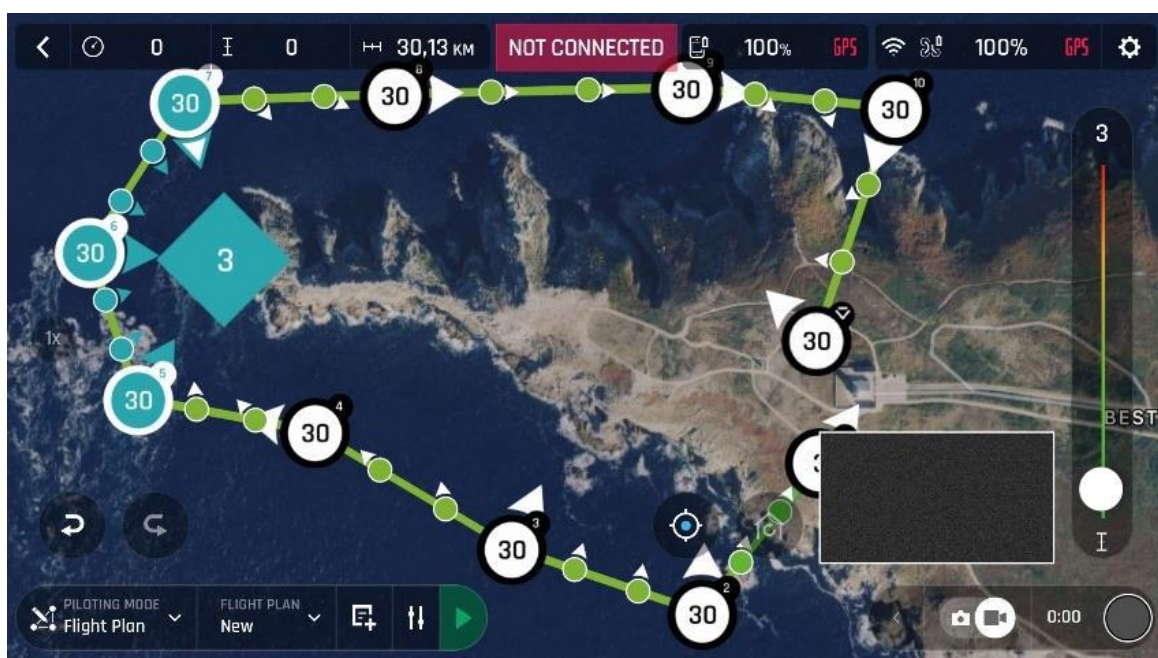 0
0
30,13 KM
NOT CONNECTED
100%
GPS
100%
GPS
7
30
8
30
9
30
10
30
3
6
30
3
30
1x
5
30
4
30
BEST
3
30
2
30
PILOTING MODE
Flight Plan
FLIGHT PLAN
New
0:00